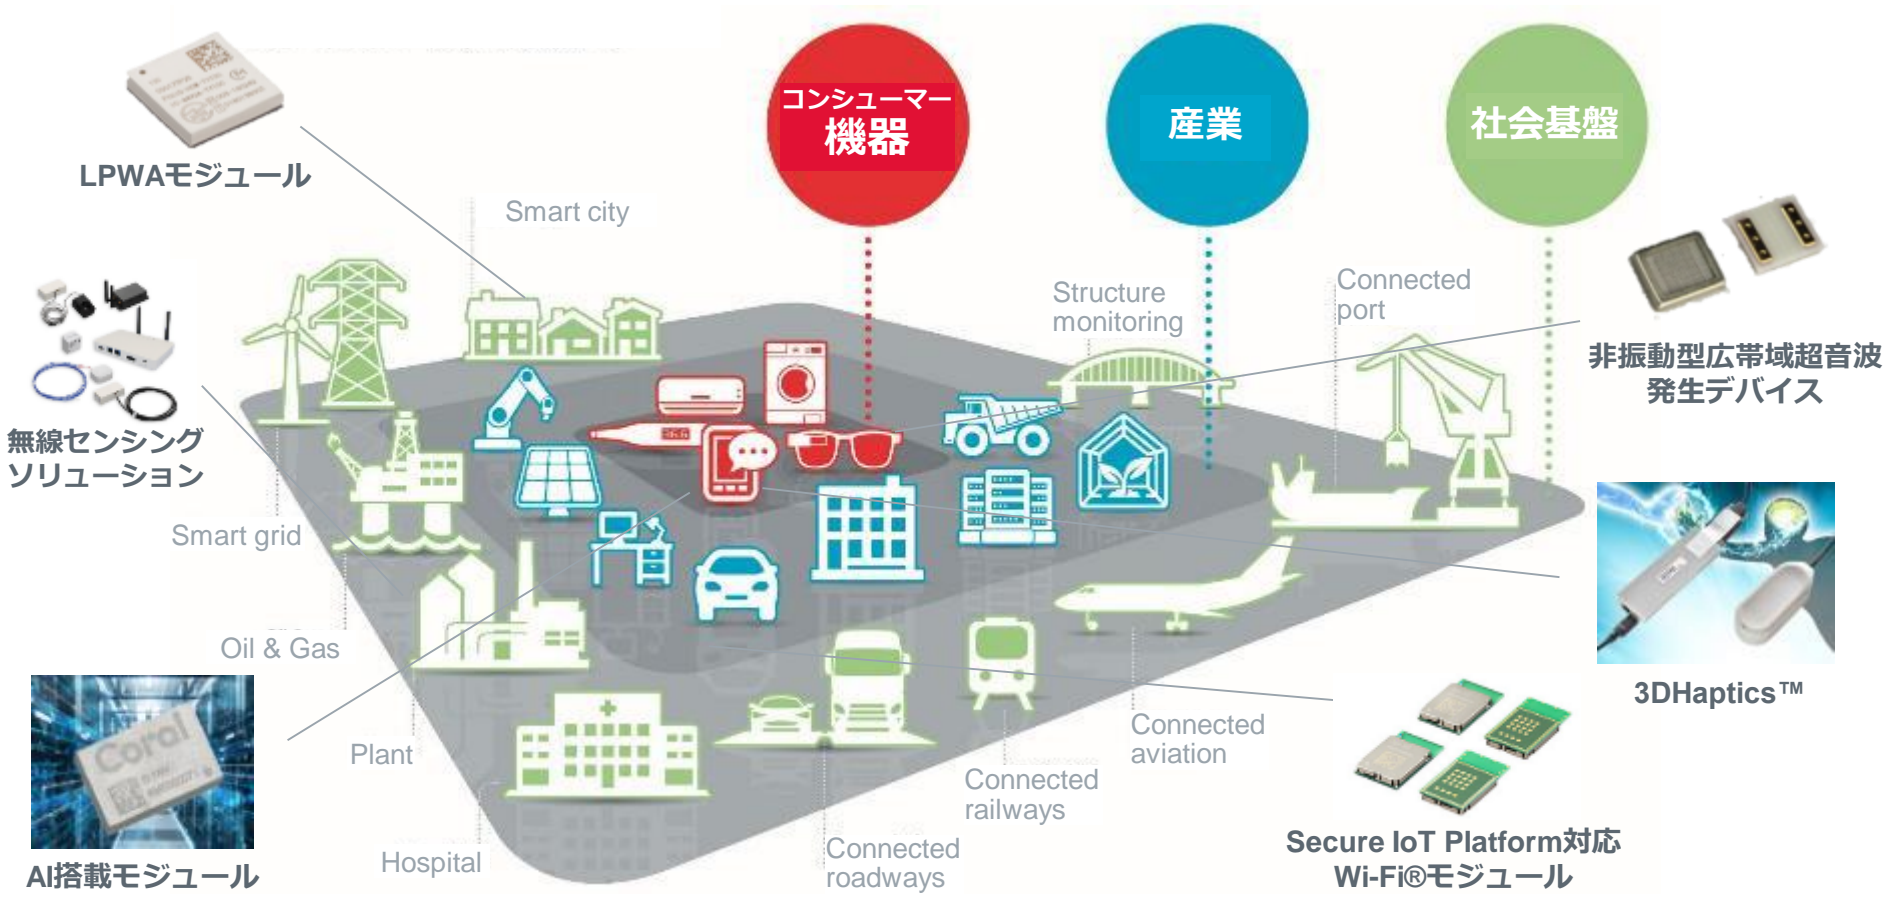 コンシューマー
機器
産業
社会基盤
LPWAモジュール
Smart city
Structure
monitoring
Connected
port
非振動型広帯域超音波
発生デバイス
無線センシング
ソリューション
36.6
Smart grid
Oil & Gas
3DHaptics™
Coral
Plant
Connected
aviation
Connected
railways
Hospital
Connected
roadways
AI搭載モジュール
Secure IoT Platform対応
Wi-Fi®モジュール